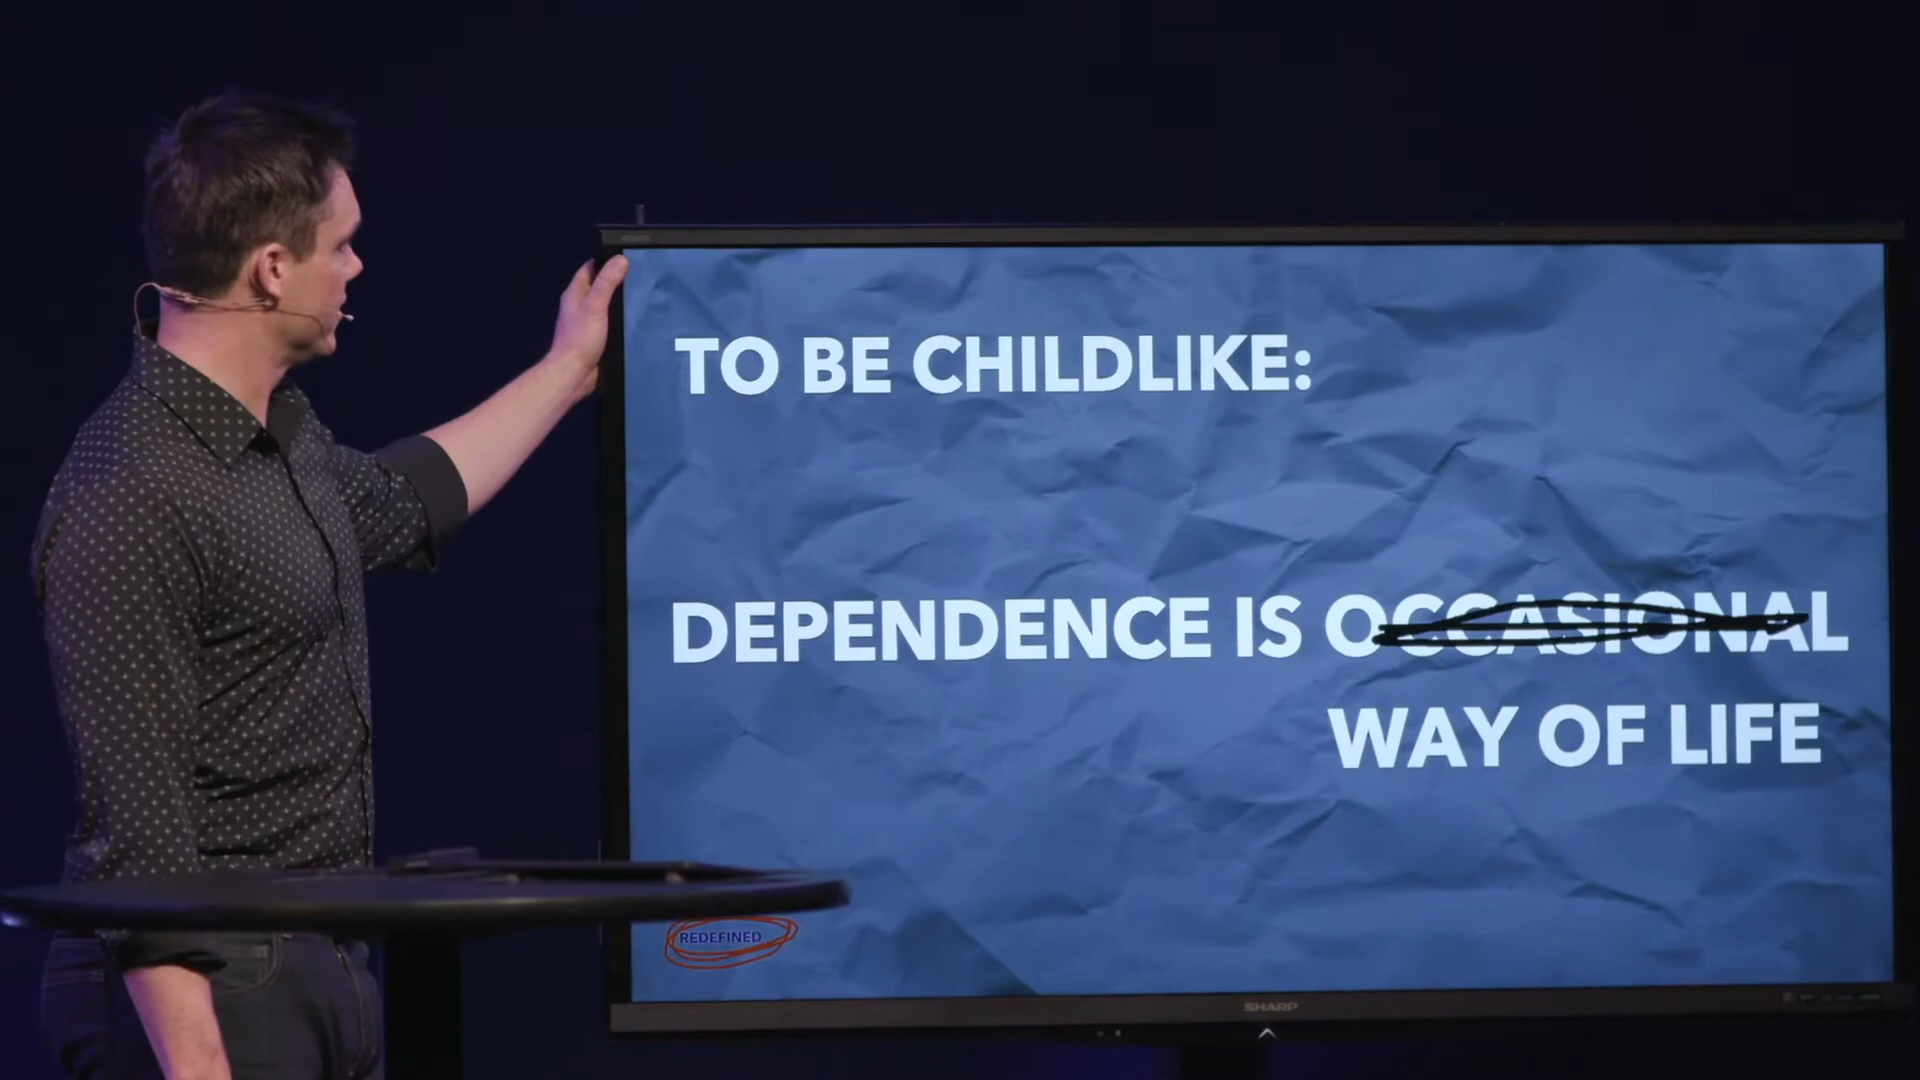 TO BE CHILDLIKE:
DEPENDENCE IS OCCASIONAL
WAY OF LIFE
REDEFINED
SHARP